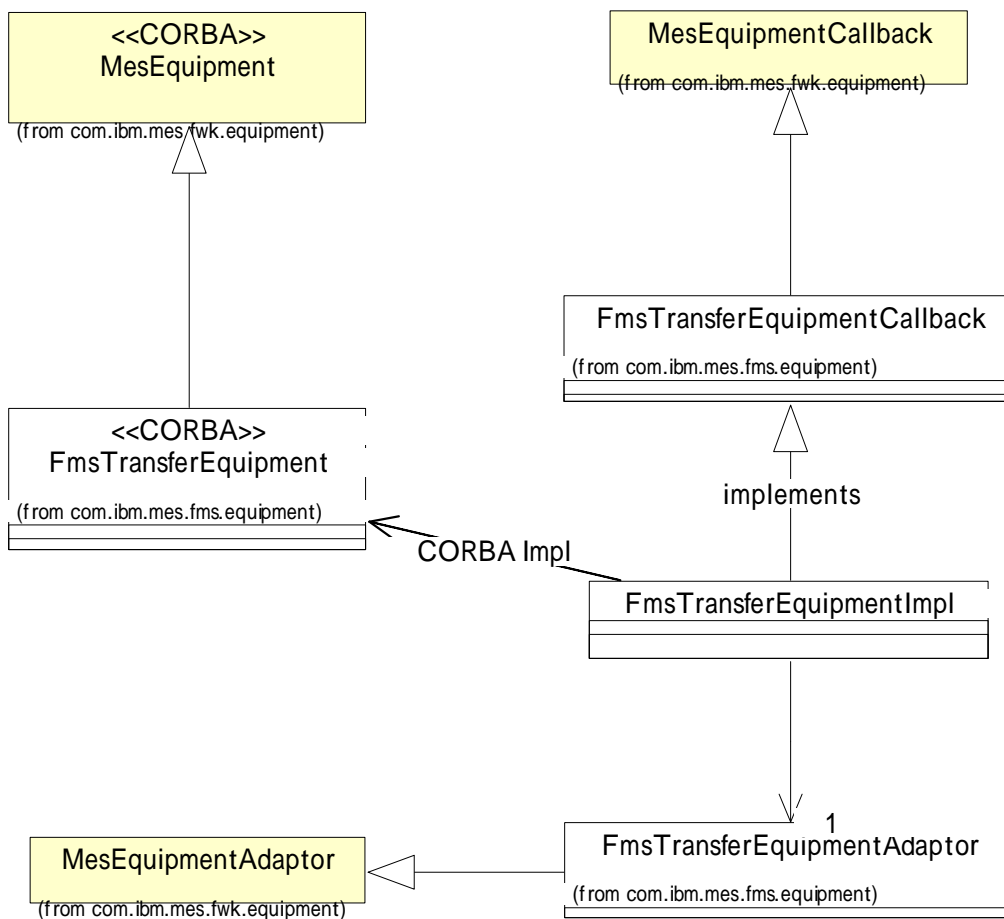 <<CORBA>>
MesEquipment
(from com.ibm.mes.fwk.equipment)
MesEquipmentCallback
(from com.ibm.mes.fwk.equipment)
FmsTransferEquipmentCallback
(from com.ibm.mes.fms.equipment)
<<CORBA>>
FmsTransferEquipment
(from com.ibm.mes.fms.equipment)
implements
CORBA Impl
FmsTransferEquipmentImpl
1
MesEquipmentAdaptor
(from com.ibm.mes.fwk.equipment)
FmsTransferEquipmentAdaptor
(from com.ibm.mes.fms.equipment)